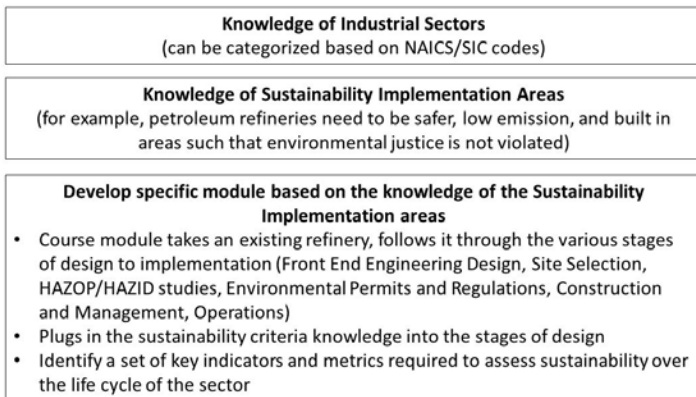 Knowledge of Industrial Sectors
(can be categorized based on NAICS/SIC codes)
Knowledge of Sustainability Implementation Areas
(for example, petroleum refineries need to be safer, low emission, and built in
areas such that environmental justice is not violated)
Develop specific module based on the knowledge of the Sustainability
Implementation areas
• Course module takes an existing refinery, follows it through the various stages
of design to implementation (Front End Engineering Design, Site Selection,
HAZOP/HAZID studies, Environmental Permits and Regulations, Construction
and Management, Operations)
• Plugs in the sustainability criteria knowledge into the stages of design
• Identify a set of key indicators and metrics required to assess sustainability over
the life cycle of the sector